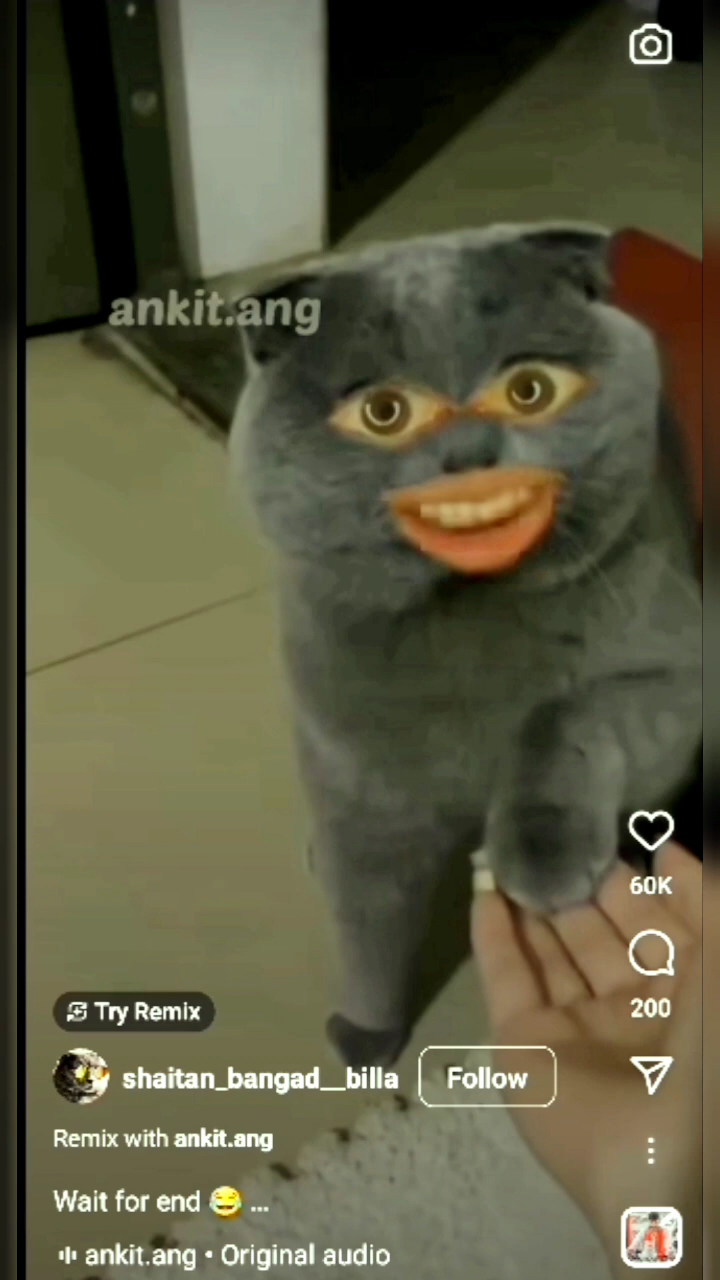 ankit.ang
60K
200
Try Remix
shaitan_bangad__billa Follow
Remix with ankit.ang
Wait for end 😂 ...
ankit.ang • Original audio